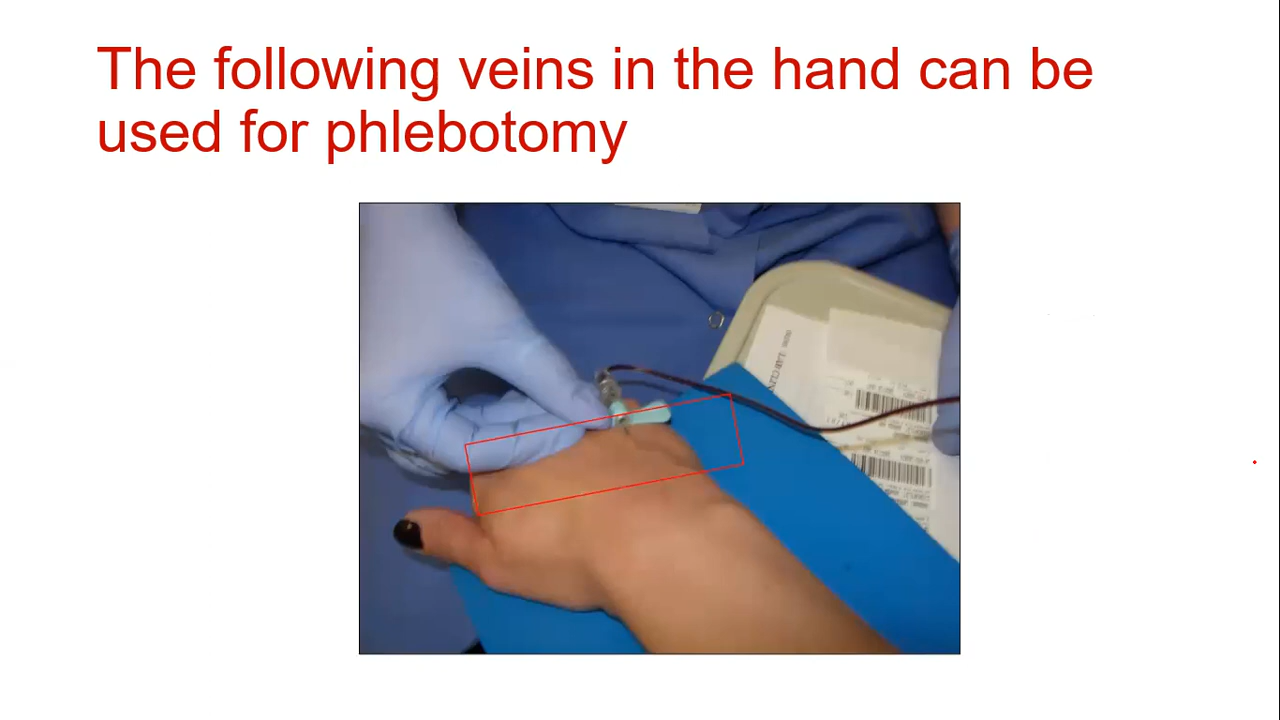 The following veins in the hand can be
used for phlebotomy